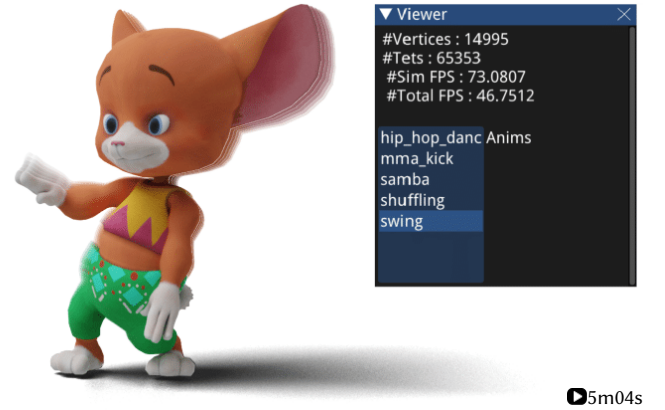 Viewer
#Vertices : 14995
#Tets : 65353
#Sim FPS : 73.0807
#Total FPS : 46.7512
hip_hop_danc Anims
mma_kick
samba
shuffling
swing
5m04s